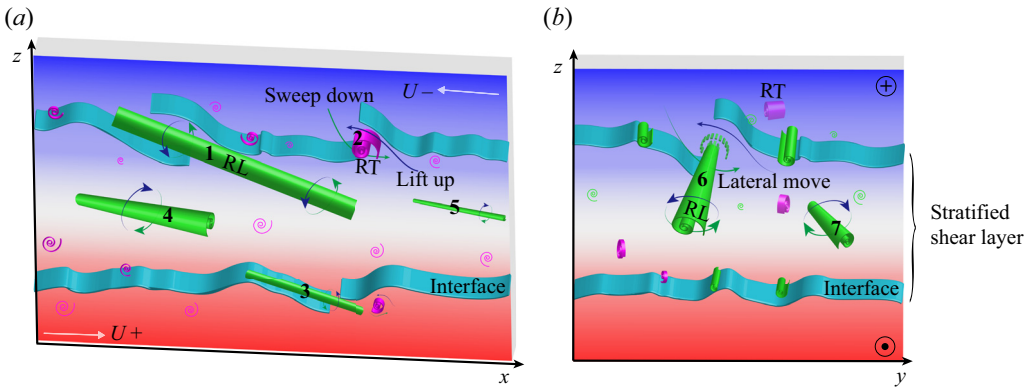 (a)
z
Sweep down
U−
2
RT
1
RL
Lift up
4
5
3
Interface
U+
x
(b)
z
RT
6
Lateral move
RL
7
Stratified
shear layer
Interface
y